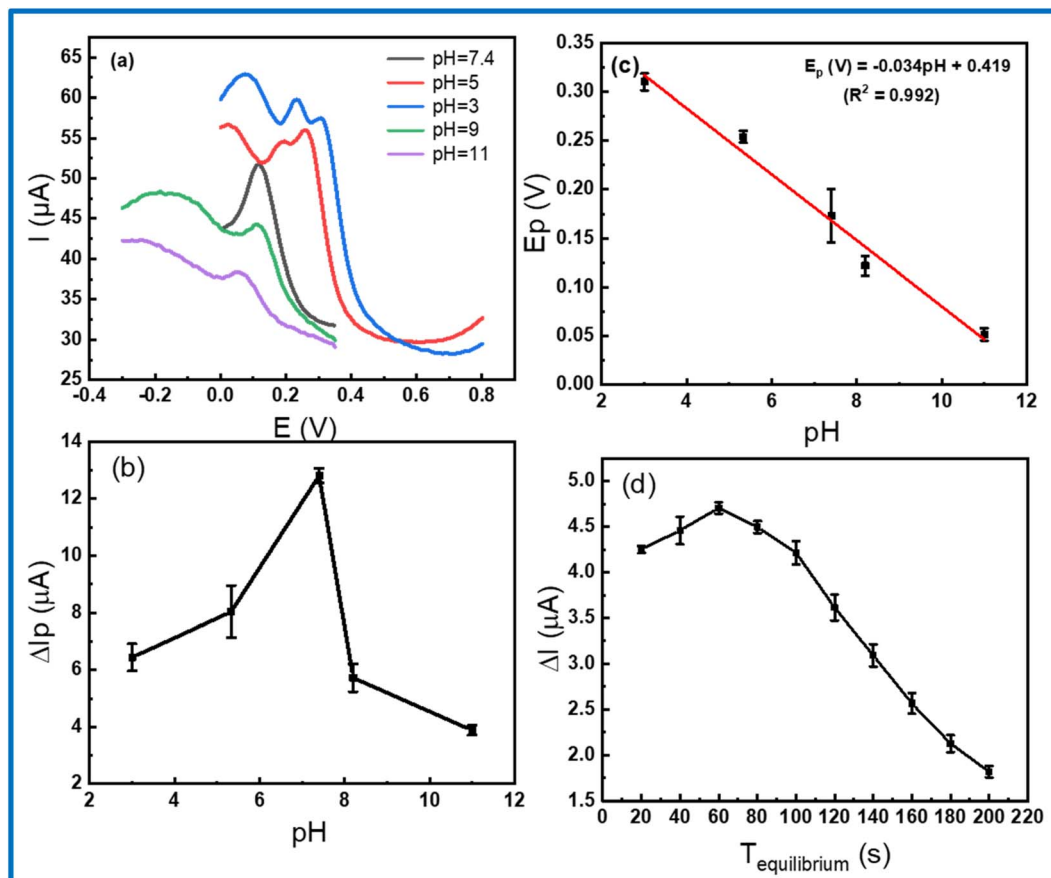 (a)
pH=7.4
pH=5
pH=3
pH=9
pH=11
65
60
55
50
45
40
35
30
25
I (μA)
-0.4 -0.2 0.0 0.2 0.4 0.6 0.8
E (V)
(c)
Ep (V) = -0.034pH + 0.419
(R² = 0.992)
0.35
0.30
0.25
0.20
0.15
0.10
0.05
0.00
Ep (V)
2 4 6 8 10 12
pH
(b)
14
12
10
8
6
4
2
ΔIp (μA)
2 4 6 8 10 12
pH
(d)
5.0
4.5
4.0
3.5
3.0
2.5
2.0
1.5
ΔI (μA)
0 20 40 60 80 100 120 140 160 180 200 220
Tequilibrium (s)